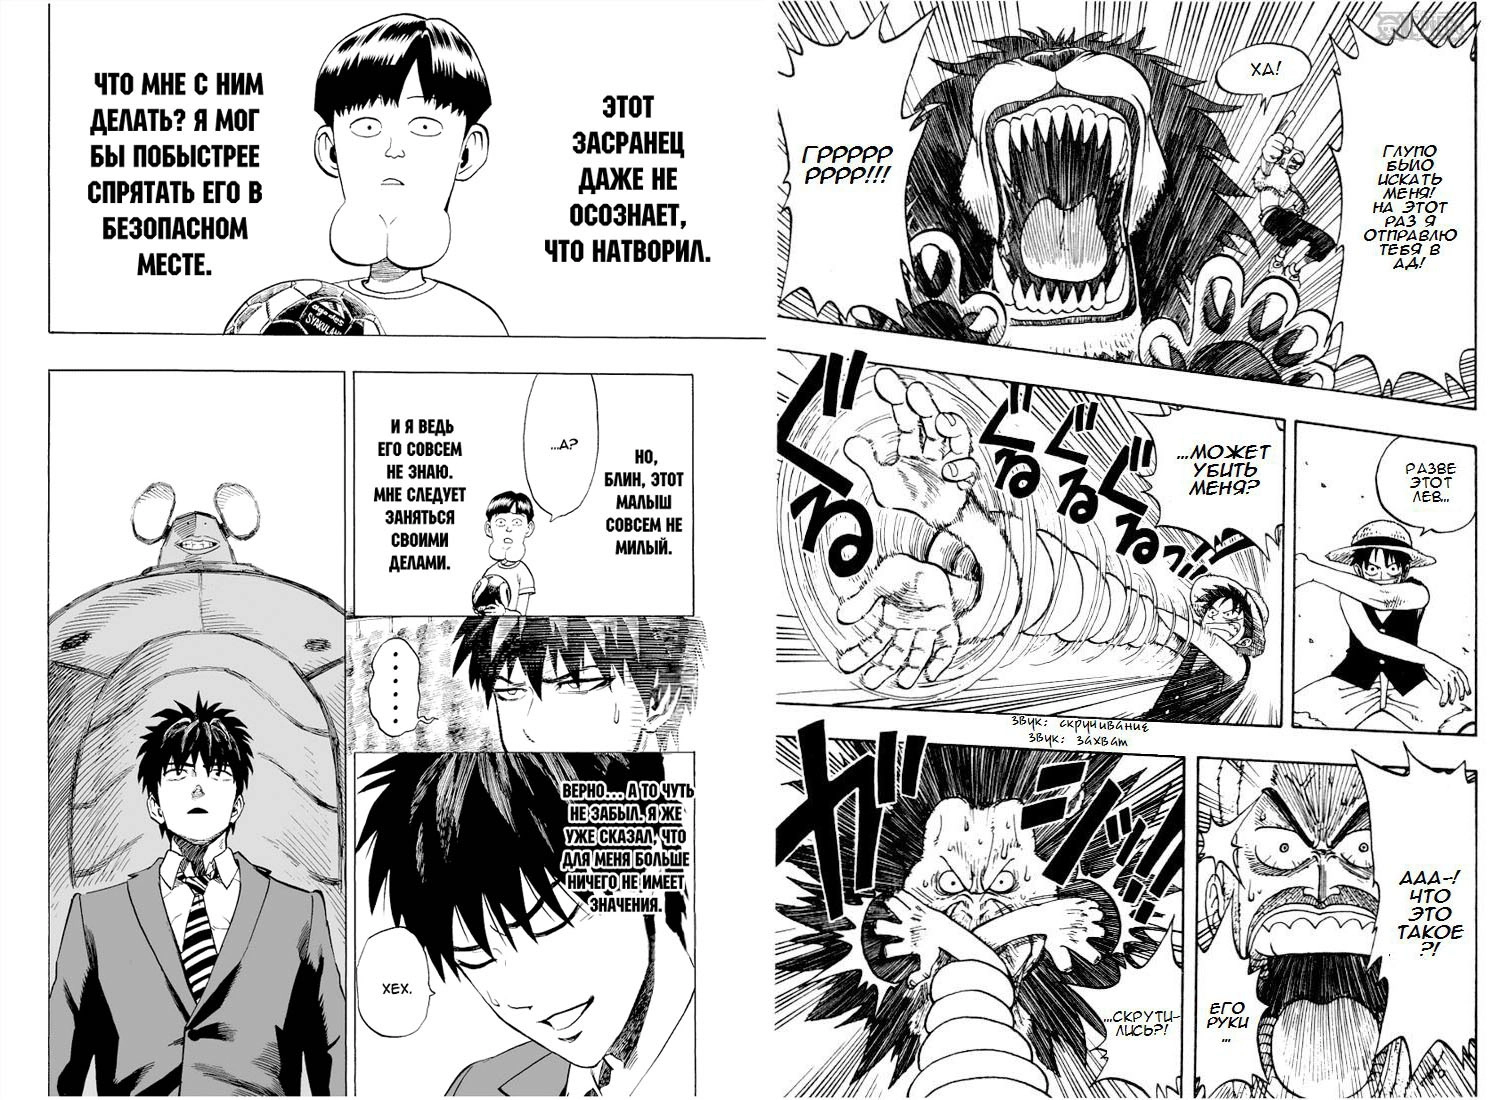 ЭТОТ
ЗАСРАНЕЦ
ДАЖЕ НЕ
ОСОЗНАЕТ,
ЧТО НАТВОРИЛ.
ЧТО МНЕ С НИМ
ДЕЛАТЬ? Я МОГ
БЫ ПОБЫСТРЕЕ
СПРЯТАТЬ ЕГО В
БЕЗОПАСНОМ
МЕСТЕ.
НО,
БЛИН, ЭТОТ
МАЛЫШ
СОВСЕМ НЕ
МИЛЫЙ.
...А?
И Я ВЕДЬ
ЕГО СОВСЕМ
НЕ ЗНАЮ.
МНЕ СЛЕДУЕТ
ЗАНЯТЬСЯ
СВОИМИ
ДЕЛАМИ.
......
ВЕРНО... А ТО ЧУТЬ
НЕ ЗАБЫЛ. Я ЖЕ
УЖЕ СКАЗАЛ, ЧТО
ДЛЯ МЕНЯ БОЛЬШЕ
НИЧЕГО НЕ ИМЕЕТ
ЗНАЧЕНИЯ.
ХЕХ.
ХА!
ГЛУПО
БЫЛО
ИСКАТЬ
МЕНЯ!
НА ЭТОТ
РАЗ Я
ОТПРАВЛЮ
ТЕБЯ В
АД!
ГРРРРР
РРРР!!!
РАЗВЕ
ЭТОТ
ЛЕВ...
...МОЖЕТ
УБИТЬ
МЕНЯ?
ぐる
ぐる
ぐる
ぐるっ!!
звук: скручивание
звук: захват
ААА-!
ЧТО
ЭТО
ТАКОЕ
?!
ЕГО
РУКИ
...
...СКРУТИ-
ЛИСЬ?!
ガシッ